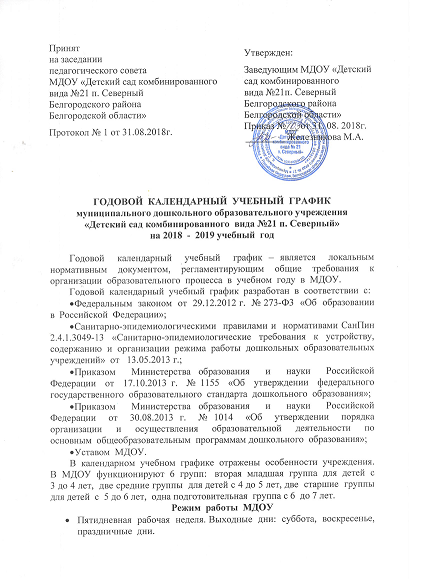 Принят
на заседании
педагогического совета
МДОУ «Детский сад комбинированного
вида №21 п. Северный
Белгородского района
Белгородской области»
Протокол № 1 от 31.08.2018г.
Утвержден:
Заведующим МДОУ «Детский
сад комбинированного
вида №21п. Северный
Белгородского района
Белгородской области»
Приказ от 31. 08. 2018г.
Железнякова М.А.
ГОДОВОЙ КАЛЕНДАРНЫЙ УЧЕБНЫЙ ГРАФИК
муниципального дошкольного образовательного учреждения
«Детский сад комбинированного вида №21 п. Северный»
на 2018 - 2019 учебный год
Годовой календарный учебный график – является локальным
нормативным документом, регламентирующим общие требования к
организации образовательного процесса в учебном году в МДОУ.
Годовой календарный учебный график разработан в соответствии с:
•Федеральным законом от 29.12.2012 г. № 273-ФЗ «Об образовании
в Российской Федерации»;
•Санитарно-эпидемиологическими правилами и нормативами СанПин
2.4.1.3049-13 «Санитарно-эпидемиологические требования к устройству,
содержанию и организации режима работы дошкольных образовательных
учреждений» от 13.05.2013 г.;
•Приказом Министерства образования и науки Российской
Федерации от 17.10.2013 г. № 1155 «Об утверждении федерального
государственного образовательного стандарта дошкольного образования»;
•Приказом Министерства образования и науки Российской
Федерации от 30.08.2013 г. № 1014 «Об утверждении порядка
организации и осуществления образовательной деятельности по
основным общеобразовательным программам дошкольного образования»;
•Уставом МДОУ.
В календарном учебном графике отражены особенности учреждения.
В МДОУ функционируют 6 групп: вторая младшая группа для детей с
3 до 4 лет, две средние группы для детей с 4 до 5 лет, две старшие группы
для детей с 5 до 6 лет, одна подготовительная группа с 6 до 7 лет.
Режим работы МДОУ
• Пятидневная рабочая неделя. Выходные дни: суббота, воскресенье,
праздничные дни.